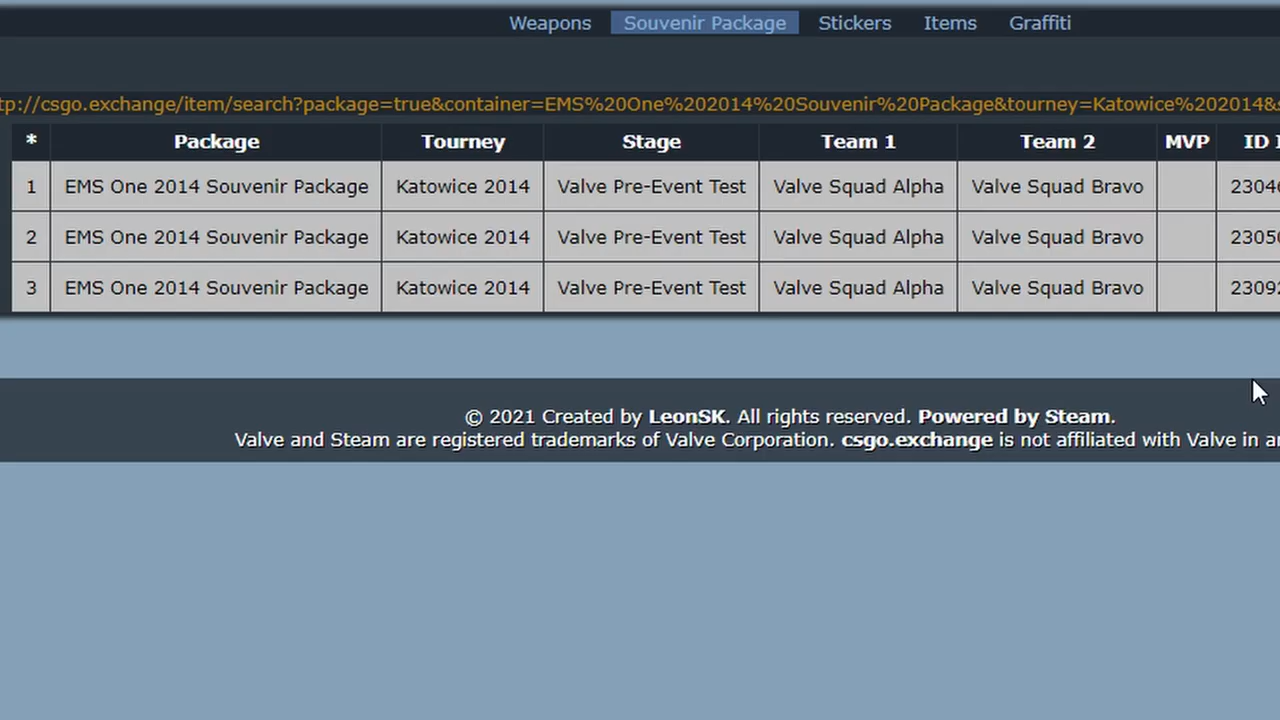 Weapons Souvenir Package Stickers Items Graffiti
tp://csgo.exchange/item/search?package=true&container=EMS%20One%202014%20Souvenir%20Package&tourney=Katowice%202014&
* Package Tourney Stage Team 1 Team 2 MVP ID
1 EMS One 2014 Souvenir Package Katowice 2014 Valve Pre-Event Test Valve Squad Alpha Valve Squad Bravo 2304
2 EMS One 2014 Souvenir Package Katowice 2014 Valve Pre-Event Test Valve Squad Alpha Valve Squad Bravo 2305
3 EMS One 2014 Souvenir Package Katowice 2014 Valve Pre-Event Test Valve Squad Alpha Valve Squad Bravo 2309
© 2021 Created by LeonSK. All rights reserved. Powered by Steam.
Valve and Steam are registered trademarks of Valve Corporation. csgo.exchange is not affiliated with Valve in